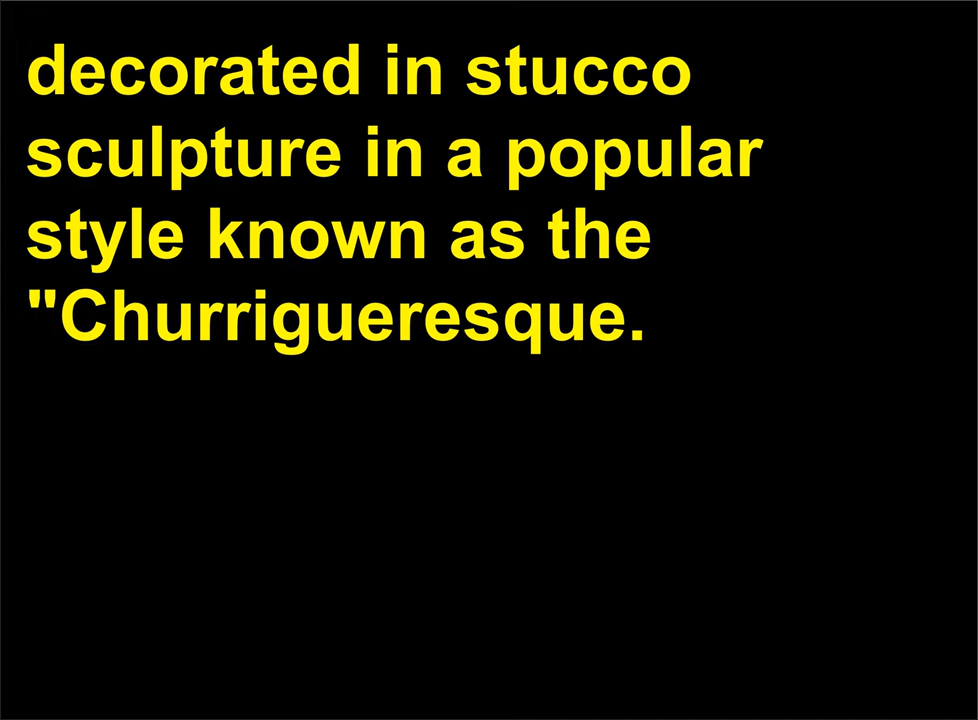 decorated in stucco
sculpture in a popular
style known as the
"Churrigueresque.